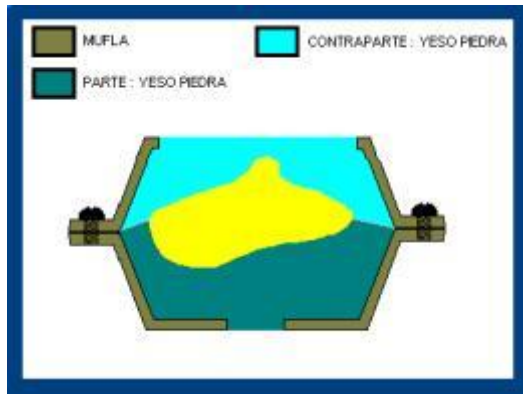 MUFLA
CONTRAPARTE : YESO PIEDRA
PARTE : YESO PIEDRA